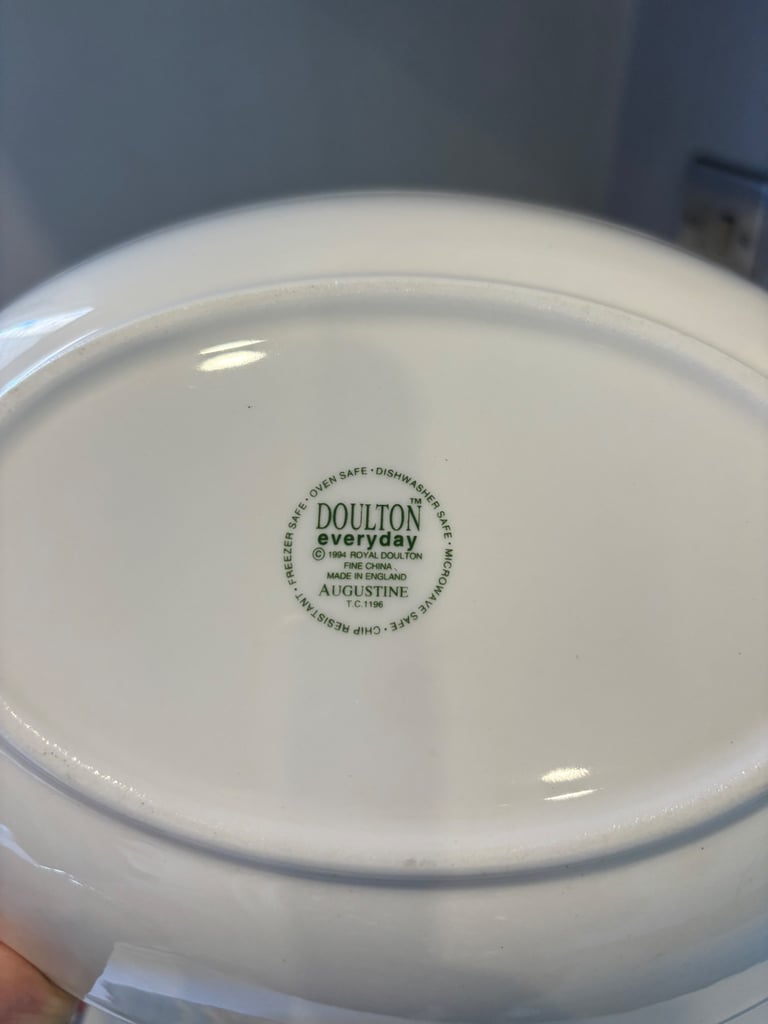 FREEZER SAFE · OVEN SAFE · DISHWASHER SAFE · MICROWAVE SAFE · CHIP RESISTANT ·
DOULTON™
everyday
© 1994 ROYAL DOULTON
FINE CHINA
MADE IN ENGLAND
AUGUSTINE
T.C.1196